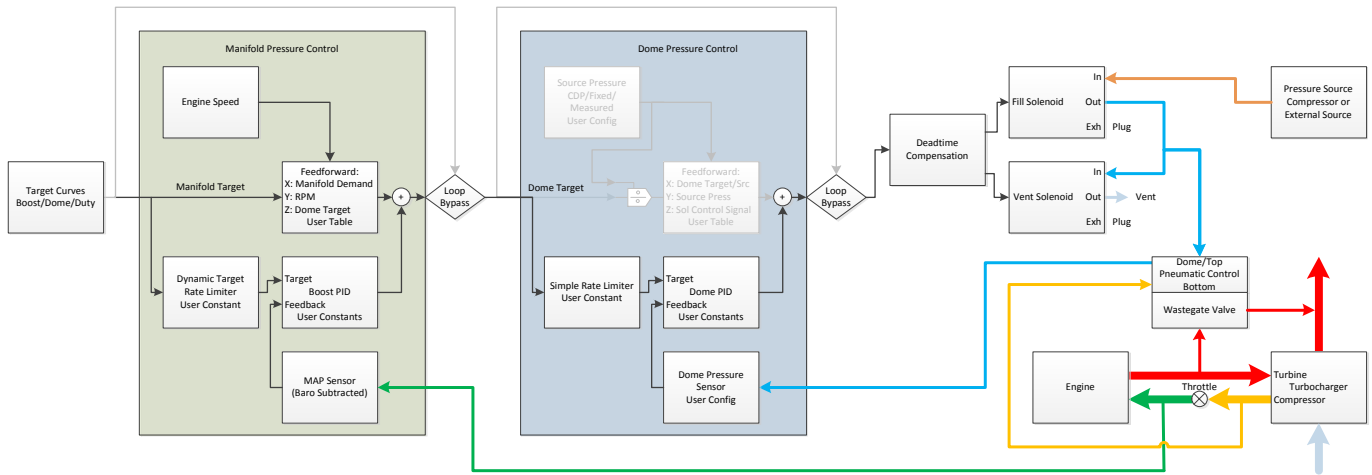 Manifold Pressure Control
Dome Pressure Control
Engine Speed
Source Pressure
CDP/Fixed/
Measured
User Config
In
Fill Solenoid
Out
Exh
Plug
Pressure Source
Compressor or
External Source
Deadtime
Compensation
Target Curves
Boost/Dome/Duty
Manifold Target
Feedforward:
X: Manifold Demand
Y: RPM
Z: Dome Target
User Table
+
Loop
Bypass
Dome Target
÷
Feedforward:
X: Dome Target/Src
Y: Source Press
Z: Sol Control Signal
User Table
+
Loop
Bypass
In
Vent Solenoid
Out
Vent
Exh
Plug
Dynamic Target
Rate Limiter
User Constant
Target
Boost PID
Feedback
User Constants
Simple Rate Limiter
User Constant
Target
Dome PID
Feedback
User Constants
Dome/Top
Pneumatic Control
Bottom
Wastegate Valve
MAP Sensor
(Baro Subtracted)
Dome Pressure
Sensor
User Config
Engine
Throttle
Turbine
Turbocharger
Compressor